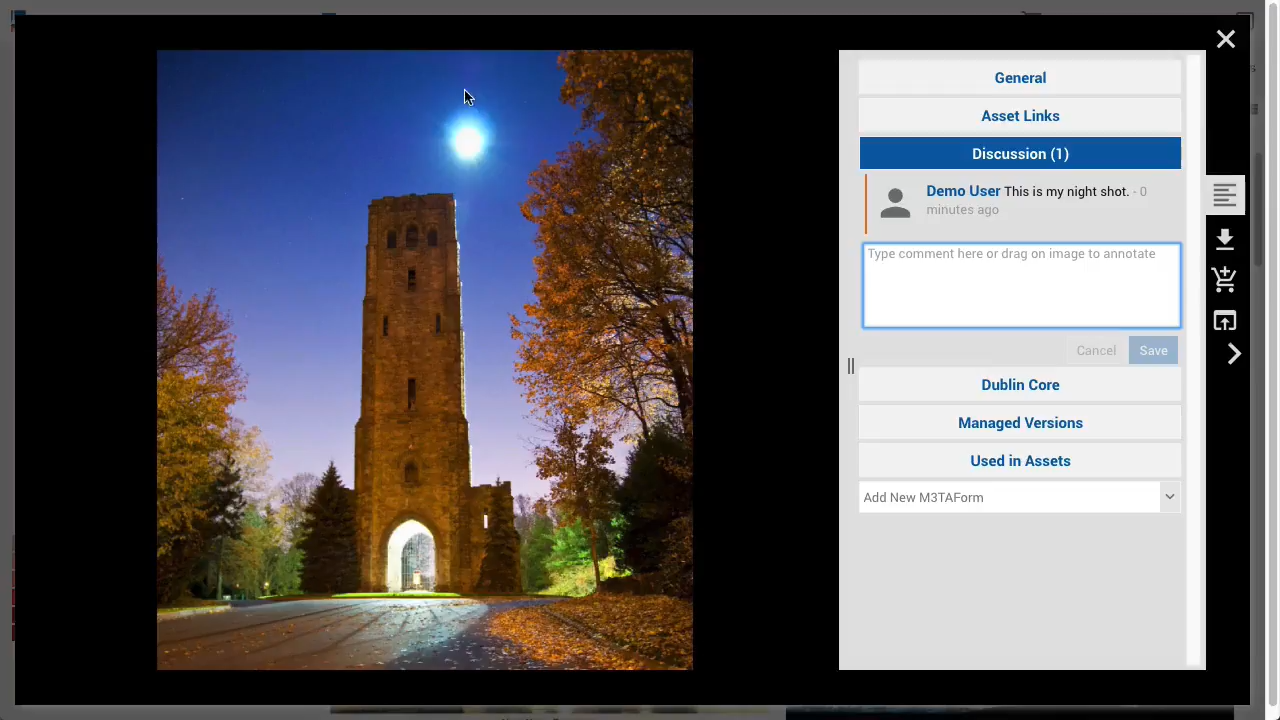 General
Asset Links
Discussion (1)
Demo User This is my night shot. - 0
minutes ago
Type comment here or drag on image to annotate
Cancel
Save
Dublin Core
Managed Versions
Used in Assets
Add New M3TAForm